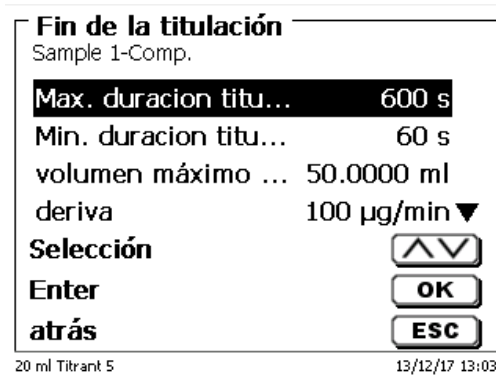 Fin de la titulación
Sample 1-Comp.
Max. duracion titu... 600 s
Min. duracion titu... 60 s
volumen máximo ... 50.0000 ml
deriva 100 µg/min ▼
Selección
Enter OK
atrás ESC
20 ml Titrant 5 13/12/17 13:03